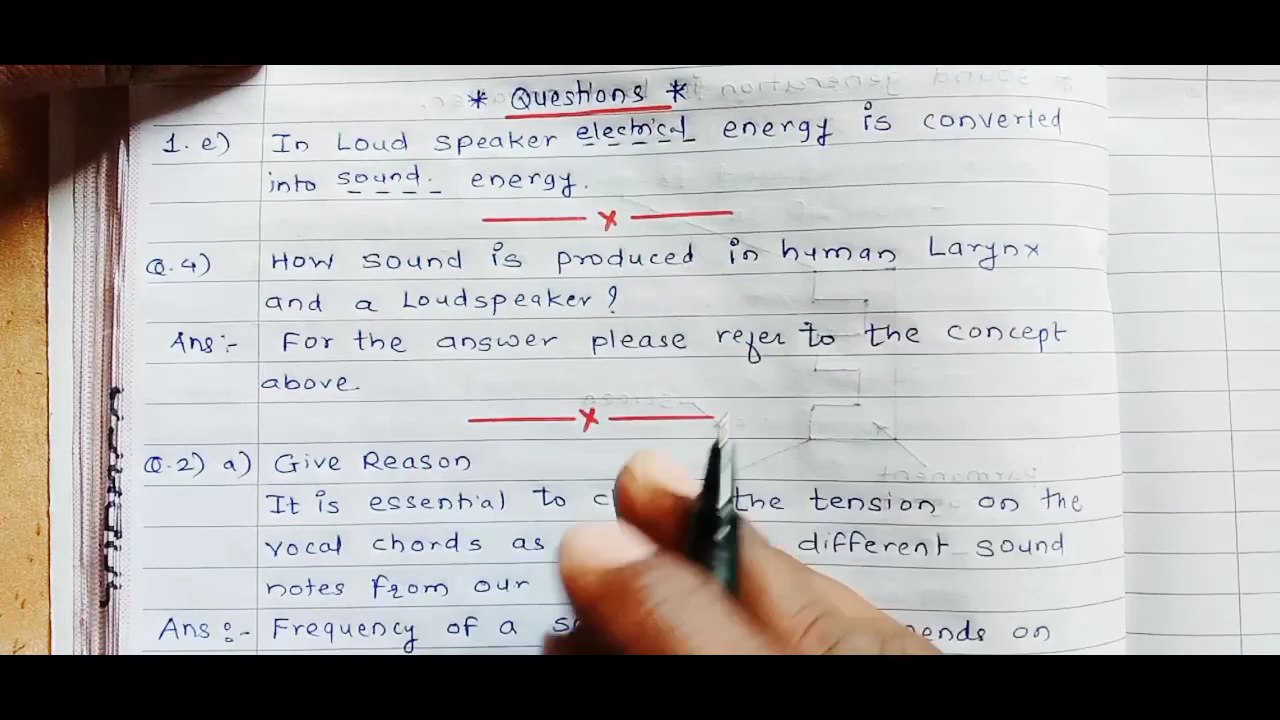 * Questions *
1. e) In Loud speaker electrical energy is converted
into sound. energy.
x
Q.4) How sound is produced in human Larynx
and a Loudspeaker?
Ans:- For the answer please refer to the concept
above.
x
Q.2) a) Give Reason
It is essential to the tension on the
vocal chords as different sound
notes from our
Ans:- Frequency of a on